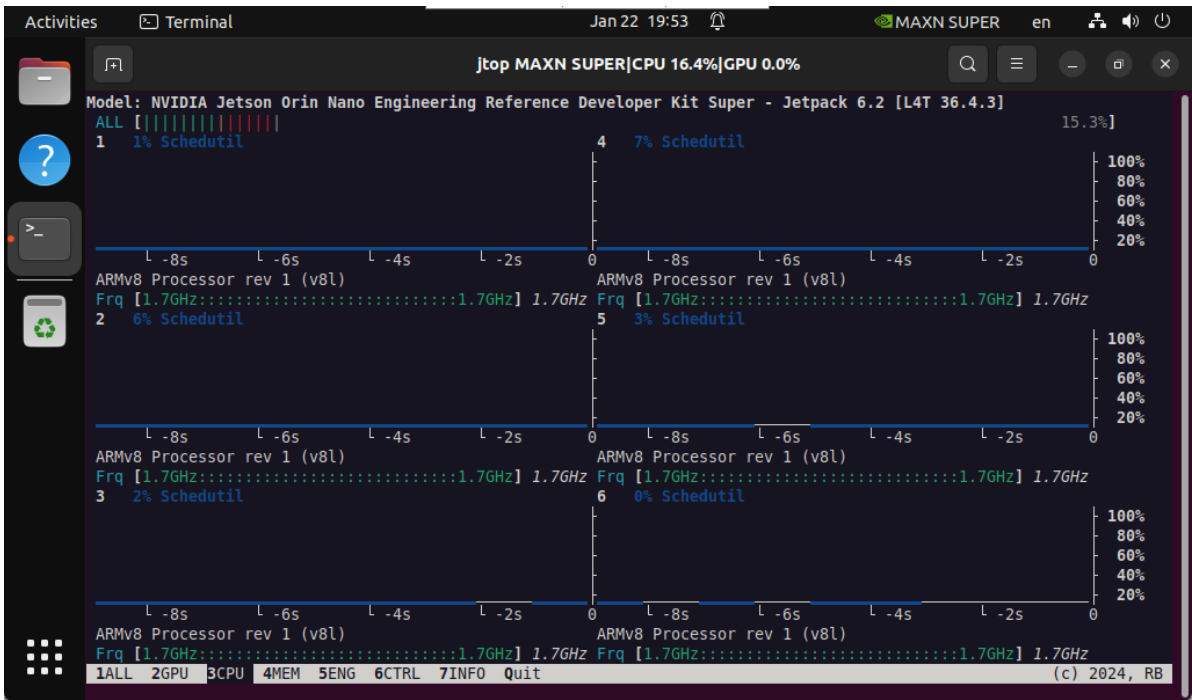 Activities Terminal Jan 22 19:53 MAXN SUPER en
jtop MAXN SUPER|CPU 16.4%|GPU 0.0%
Model: NVIDIA Jetson Orin Nano Engineering Reference Developer Kit Super - Jetpack 6.2 [L4T 36.4.3]
ALL [||||||||||||||| 15.3%]
1 1% Schedutil 4 7% Schedutil
100%
80%
60%
40%
20%
-8s -6s -4s -2s 0 -8s -6s -4s -2s 0
ARMv8 Processor rev 1 (v8l) ARMv8 Processor rev 1 (v8l)
Frq [1.7GHz::::::::::::::::::::::::::::1.7GHz] 1.7GHz Frq [1.7GHz::::::::::::::::::::::::::::1.7GHz] 1.7GHz
2 6% Schedutil 5 3% Schedutil
100%
80%
60%
40%
20%
-8s -6s -4s -2s 0 -8s -6s -4s -2s 0
ARMv8 Processor rev 1 (v8l) ARMv8 Processor rev 1 (v8l)
Frq [1.7GHz::::::::::::::::::::::::::::1.7GHz] 1.7GHz Frq [1.7GHz::::::::::::::::::::::::::::1.7GHz] 1.7GHz
3 2% Schedutil 6 0% Schedutil
100%
80%
60%
40%
20%
-8s -6s -4s -2s 0 -8s -6s -4s -2s 0
ARMv8 Processor rev 1 (v8l) ARMv8 Processor rev 1 (v8l)
Frq [1.7GHz::::::::::::::::::::::::::::1.7GHz] 1.7GHz Frq [1.7GHz::::::::::::::::::::::::::::1.7GHz] 1.7GHz
1ALL 2GPU 3CPU 4MEM 5ENG 6CTRL 7INFO Quit (c) 2024, RB